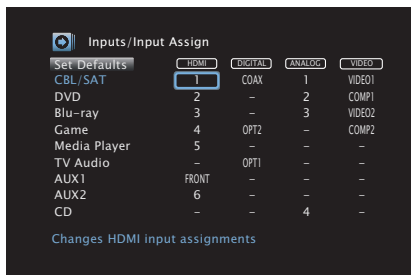 Inputs/Input Assign
Set Defaults HDMI DIGITAL ANALOG VIDEO
CBL/SAT 1 COAX 1 VIDEO1
DVD 2 – 2 COMP1
Blu-ray 3 – 3 VIDEO2
Game 4 OPT2 – COMP2
Media Player 5 – – –
TV Audio – OPT1 – –
AUX1 FRONT – – –
AUX2 6 – – –
CD – – 4 –
Changes HDMI input assignments